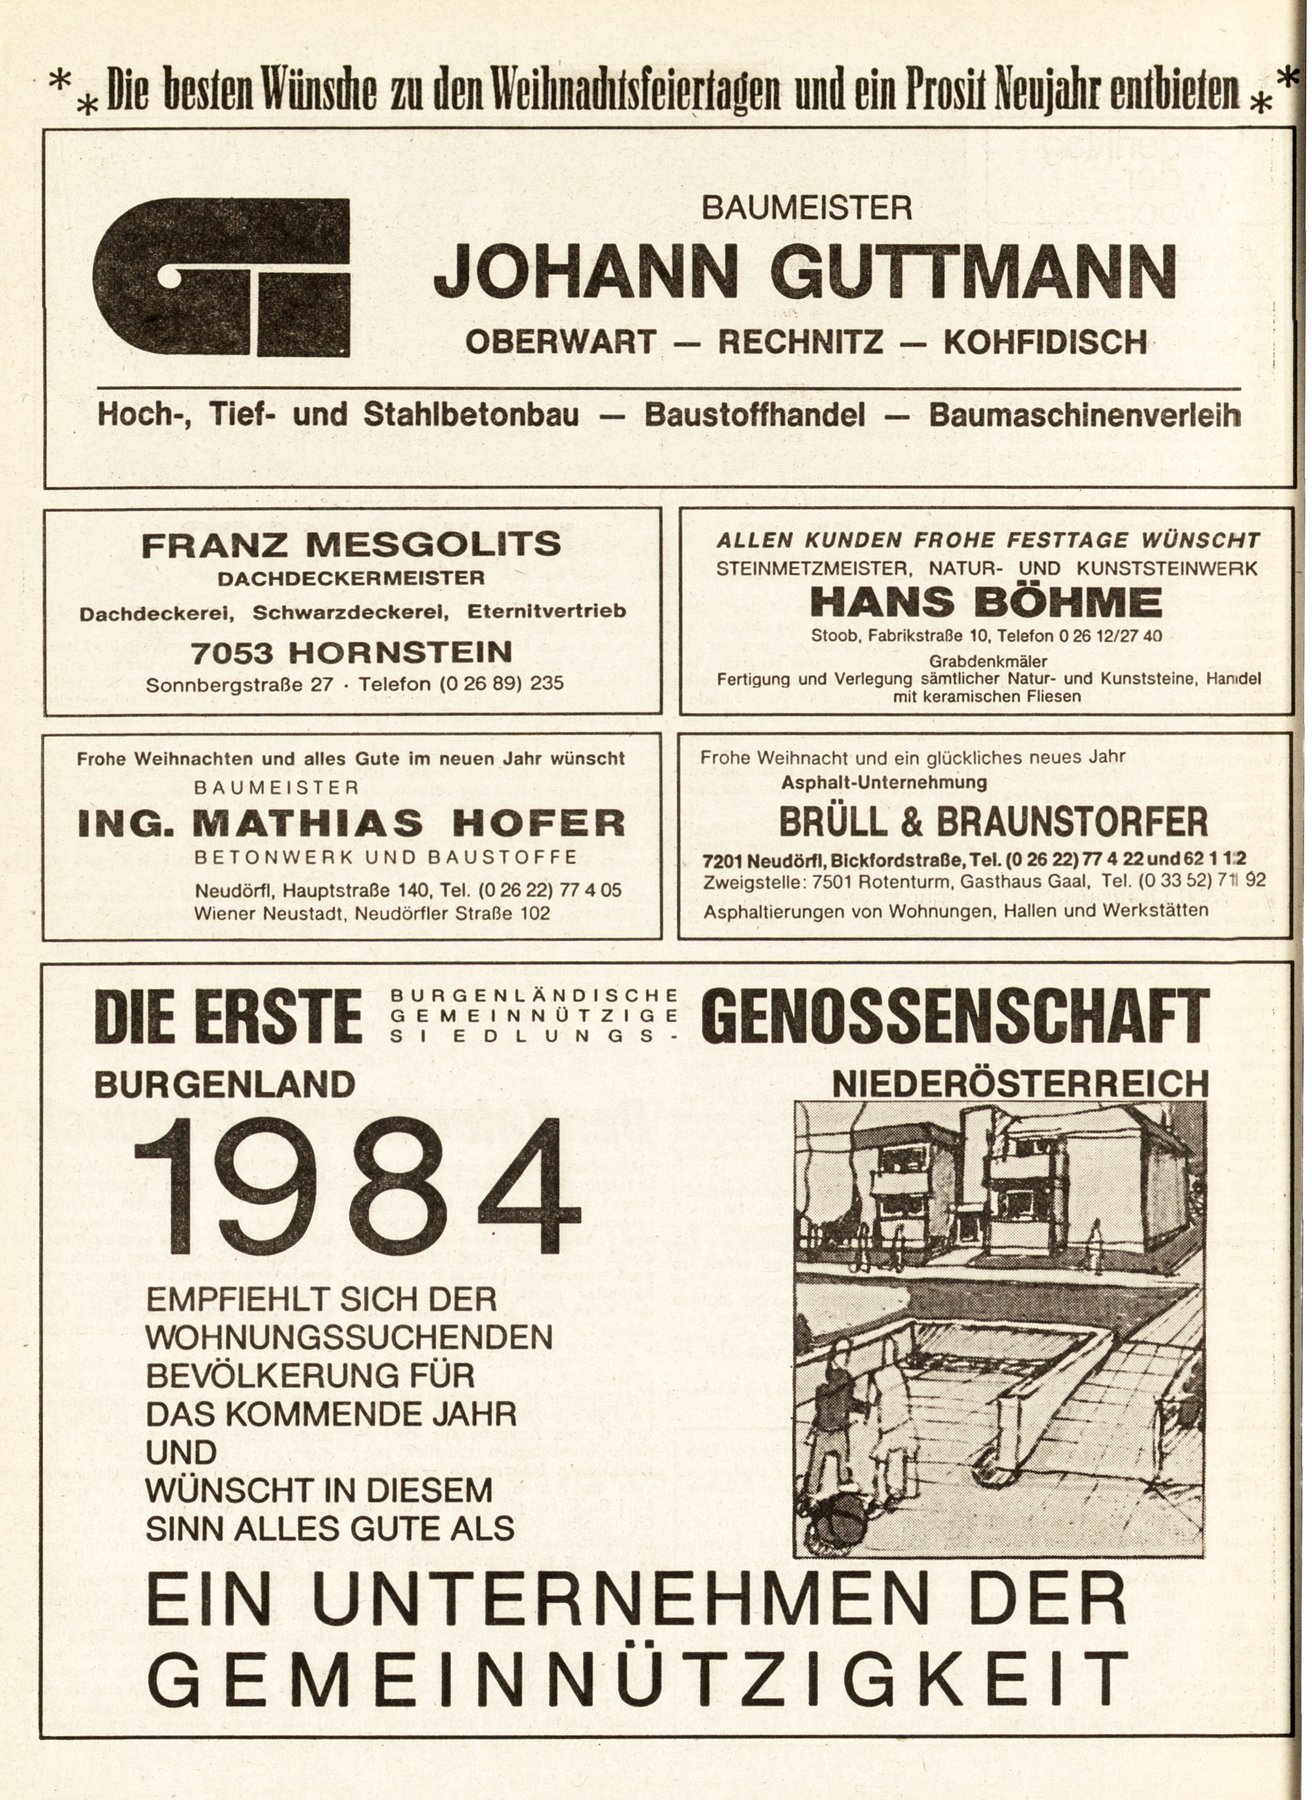 * * Die besten Wünsche zu den Weihnachtsfeiertagen und ein Prosit Neujahr entbieten * *
BAUMEISTER
JOHANN GUTTMANN
OBERWART — RECHNITZ — KOHFIDISCH
Hoch-, Tief- und Stahlbetonbau — Baustoffhandel — Baumaschinenverleih
FRANZ MESGOLITS
DACHDECKERMEISTER
Dachdeckerei, Schwarzdeckerei, Eternitvertrieb
7053 HORNSTEIN
Sonnbergstraße 27 · Telefon (0 26 89) 235
ALLEN KUNDEN FROHE FESTTAGE WÜNSCHT
STEINMETZMEISTER, NATUR- UND KUNSTSTEINWERK
HANS BÖHME
Stoob, Fabrikstraße 10, Telefon 0 26 12/27 40
Grabdenkmäler
Fertigung und Verlegung sämtlicher Natur- und Kunststeine, Handel
mit keramischen Fliesen
Frohe Weihnachten und alles Gute im neuen Jahr wünscht
BAUMEISTER
ING. MATHIAS HOFER
BETONWERK UND BAUSTOFFE
Neudörfl, Hauptstraße 140, Tel. (0 26 22) 77 4 05
Wiener Neustadt, Neudörfler Straße 102
Frohe Weihnacht und ein glückliches neues Jahr
Asphalt-Unternehmung
BRÜLL & BRAUNSTORFER
7201 Neudörfl, Bickfordstraße, Tel. (0 26 22) 77 4 22 und 62 1 12
Zweigstelle: 7501 Rotenturm, Gasthaus Gaal, Tel. (0 33 52) 71 92
Asphaltierungen von Wohnungen, Hallen und Werkstätten
DIE ERSTE BURGENLÄNDISCHE GEMEINNÜTZIGE SIEDLUNGS- GENOSSENSCHAFT
BURGENLAND NIEDERÖSTERREICH
1984
EMPFIEHLT SICH DER
WOHNUNGSSUCHENDEN
BEVÖLKERUNG FÜR
DAS KOMMENDE JAHR
UND
WÜNSCHT IN DIESEM
SINN ALLES GUTE ALS
EIN UNTERNEHMEN DER
GEMEINNÜTZIGKEIT